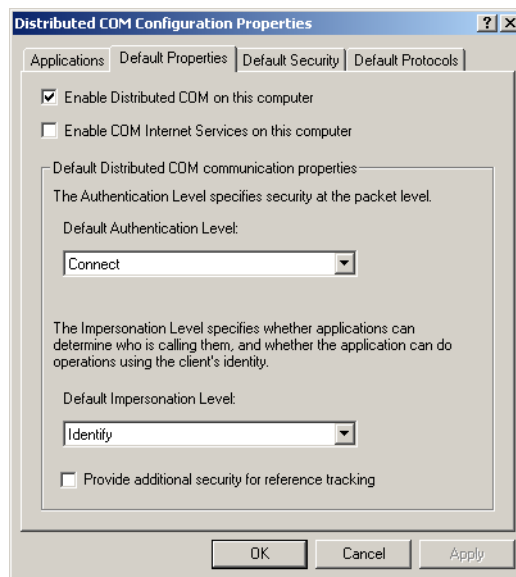 Distributed COM Configuration Properties
Applications Default Properties Default Security Default Protocols
Enable Distributed COM on this computer
Enable COM Internet Services on this computer
Default Distributed COM communication properties
The Authentication Level specifies security at the packet level.
Default Authentication Level:
Connect
The Impersonation Level specifies whether applications can
determine who is calling them, and whether the application can do
operations using the client's identity.
Default Impersonation Level:
Identify
Provide additional security for reference tracking
OK Cancel Apply